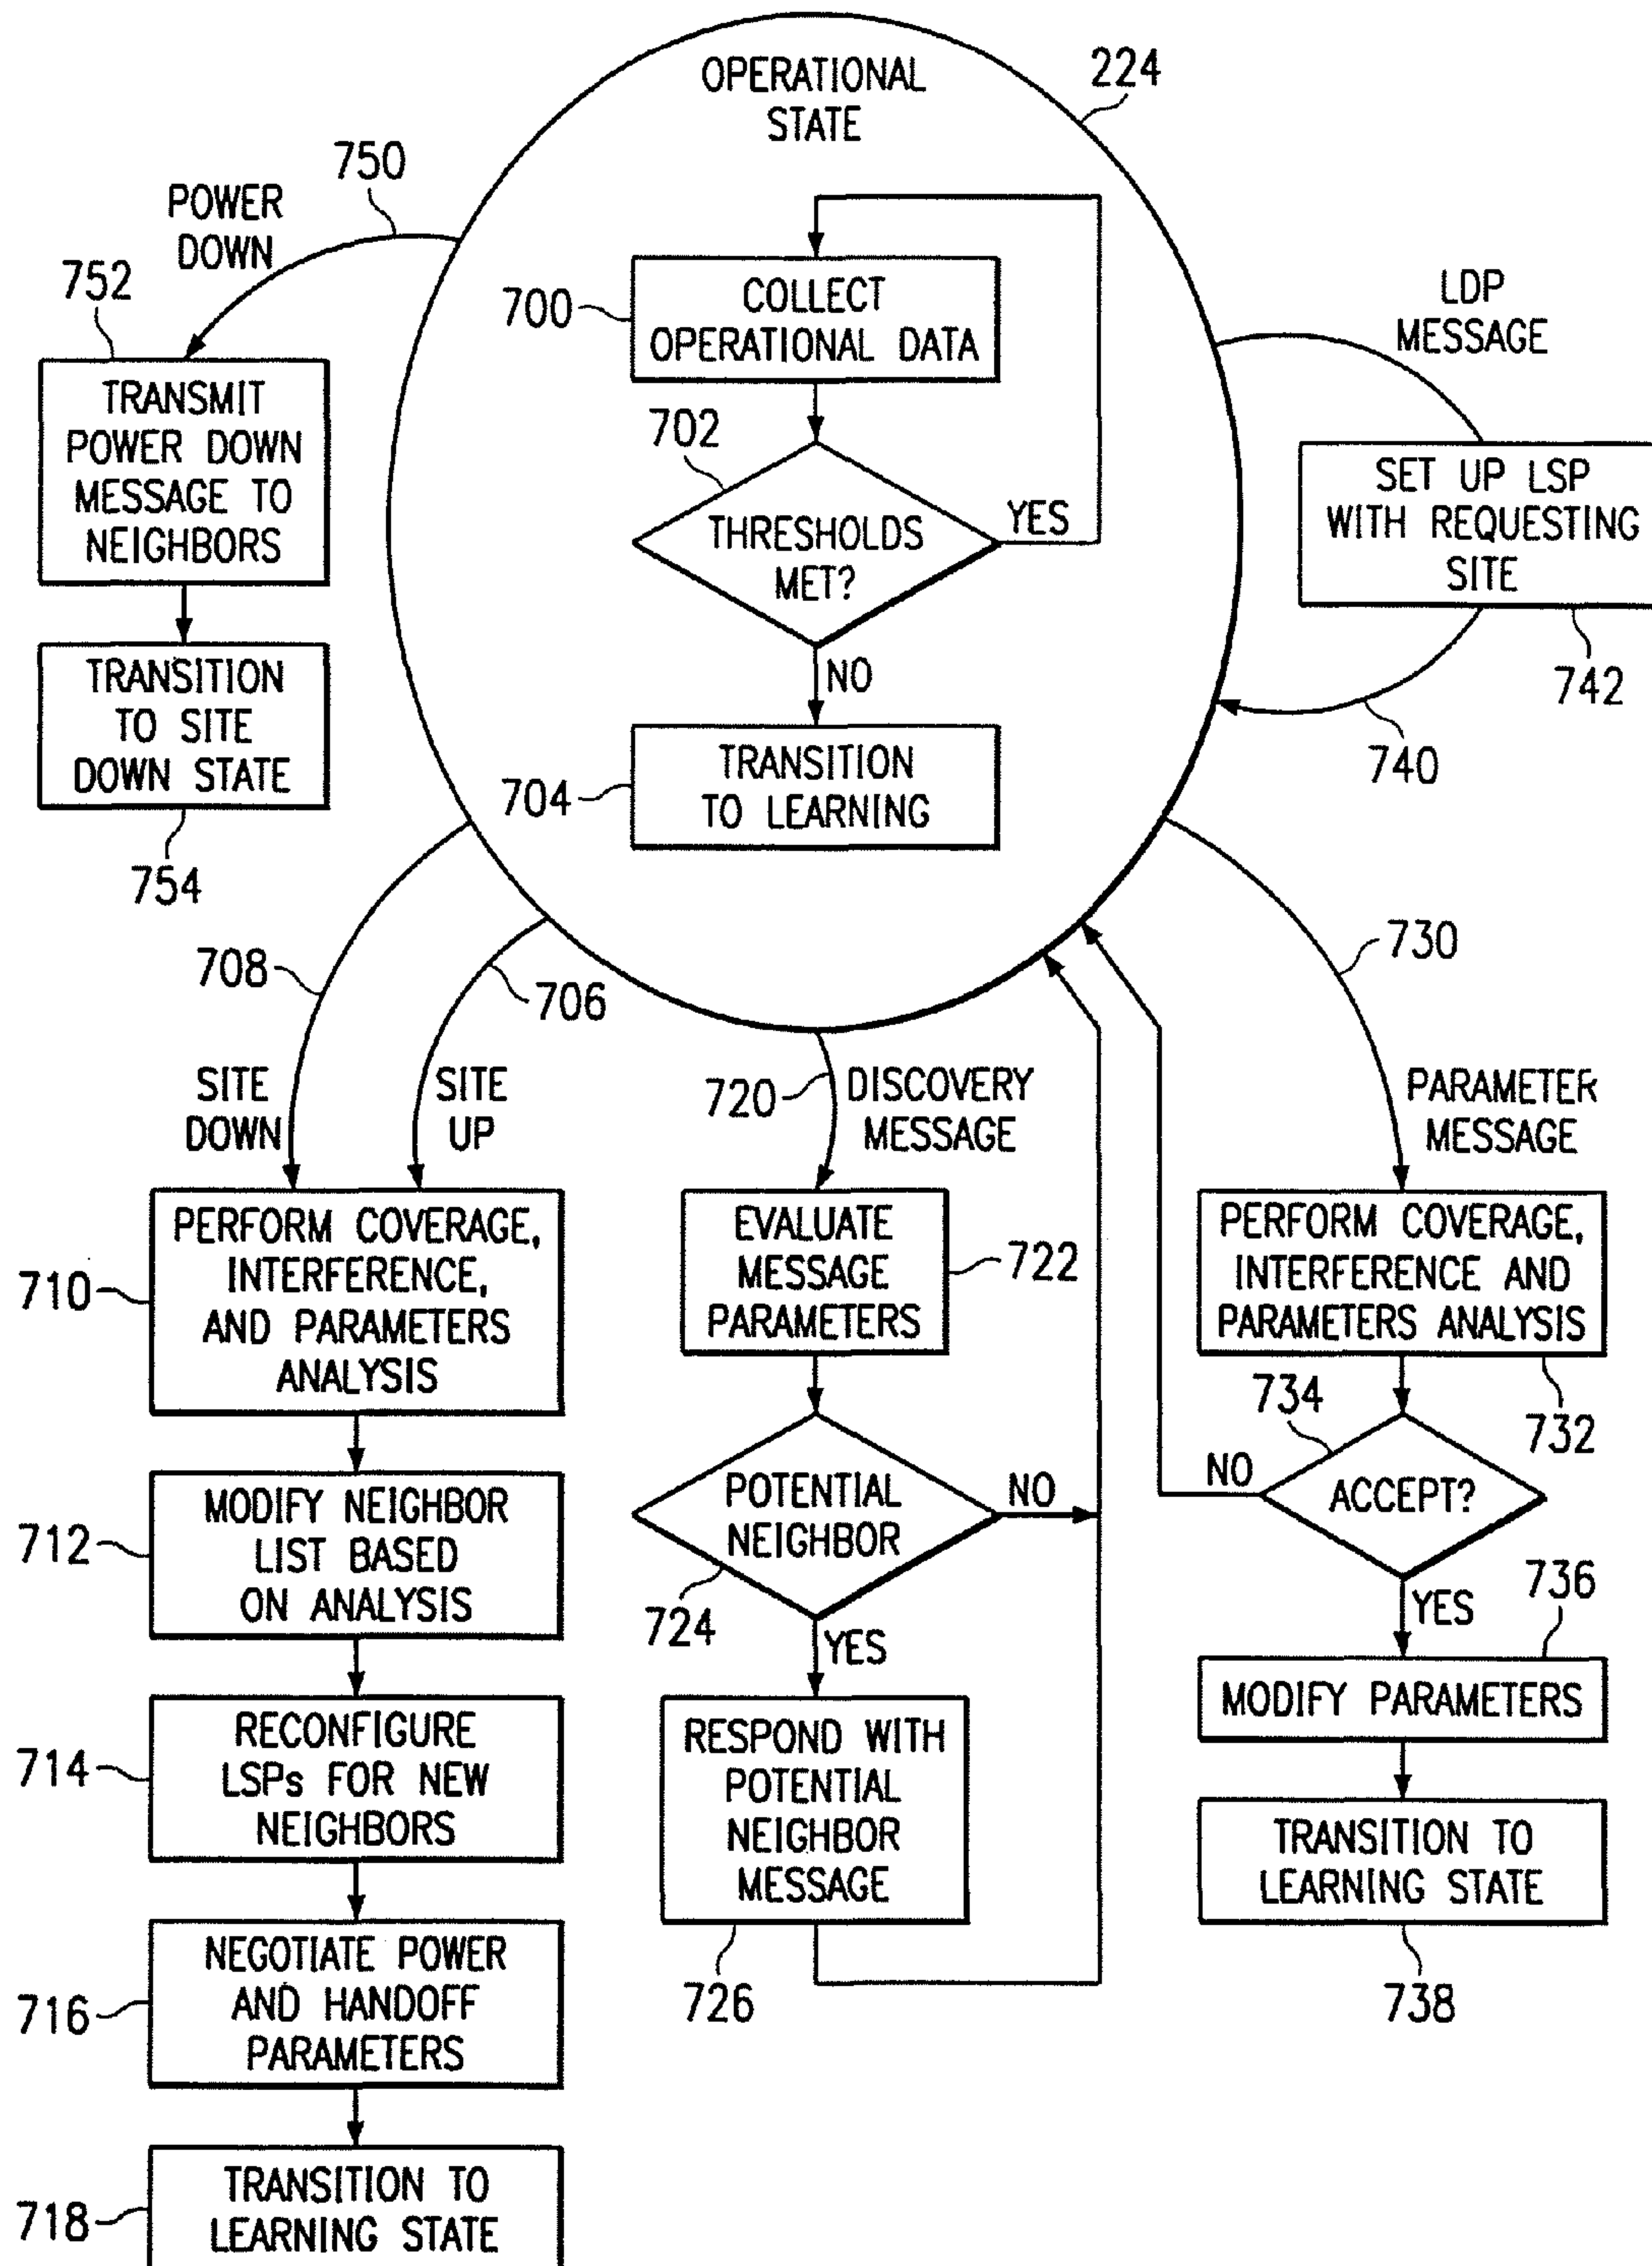 OPERATIONAL
STATE
224
750
POWER
DOWN
752
TRANSMIT
POWER DOWN
MESSAGE TO
NEIGHBORS
TRANSITION
TO SITE
DOWN STATE
754
700
COLLECT
OPERATIONAL DATA
702
THRESHOLDS
MET?
YES
NO
704
TRANSITION
TO LEARNING
LDP
MESSAGE
SET UP LSP
WITH REQUESTING
SITE
742
740
708
706
SITE
DOWN
SITE
UP
710
PERFORM COVERAGE,
INTERFERENCE,
AND PARAMETERS
ANALYSIS
712
MODIFY NEIGHBOR
LIST BASED
ON ANALYSIS
714
RECONFIGURE
LSPs FOR NEW
NEIGHBORS
716
NEGOTIATE POWER
AND HANDOFF
PARAMETERS
718
TRANSITION TO
LEARNING STATE
720
DISCOVERY
MESSAGE
EVALUATE
MESSAGE
PARAMETERS
722
POTENTIAL
NEIGHBOR
NO
724
YES
RESPOND WITH
POTENTIAL
NEIGHBOR
MESSAGE
726
730
PARAMETER
MESSAGE
PERFORM COVERAGE,
INTERFERENCE AND
PARAMETERS ANALYSIS
732
734
NO
ACCEPT?
YES
736
MODIFY PARAMETERS
TRANSITION TO
LEARNING STATE
738